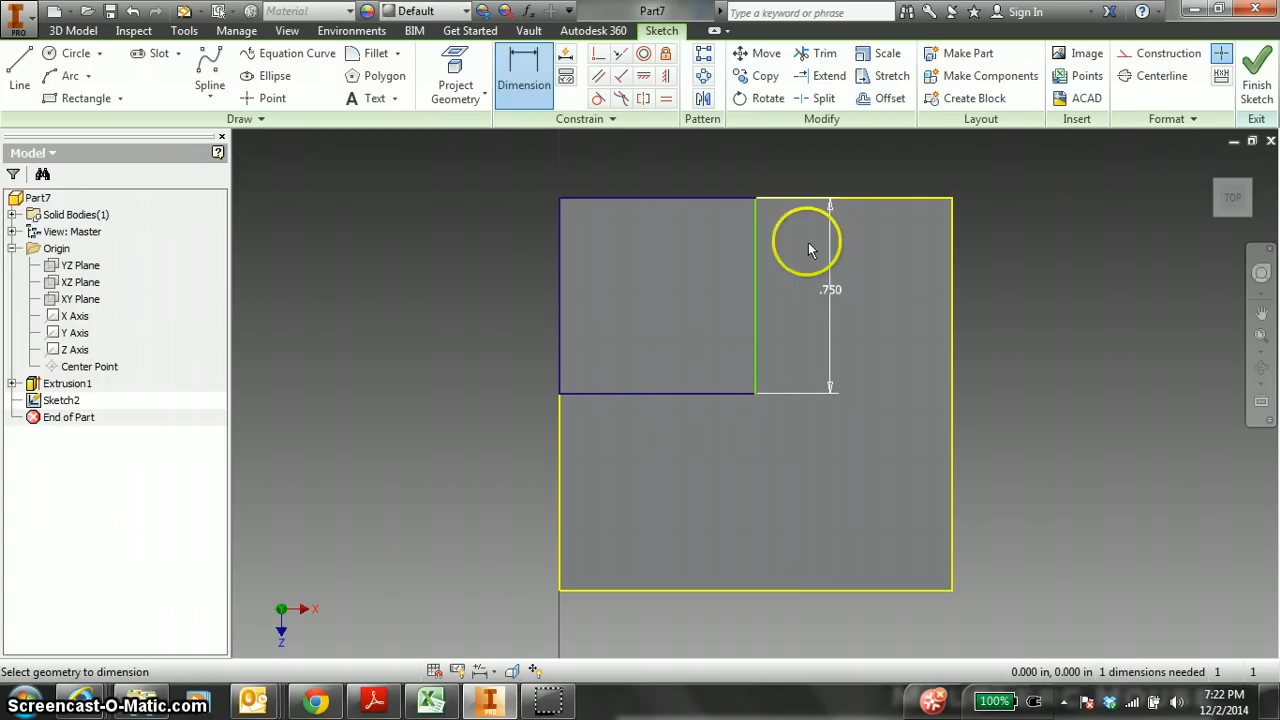 Material
Default
fx
Part7
Type a keyword or phrase
Sign In
PRO
3D Model
Inspect
Tools
Manage
View
Environments
BIM
Get Started
Vault
Autodesk 360
Sketch
Line
Circle
Arc
Rectangle
Slot
Spline
Equation Curve
Ellipse
Point
Fillet
Polygon
Text
Project
Geometry
Dimension
Move
Copy
Rotate
Trim
Extend
Split
Scale
Stretch
Offset
Make Part
Make Components
Create Block
Image
Points
ACAD
Construction
Centerline
Finish
Sketch
Draw
Constrain
Pattern
Modify
Layout
Insert
Format
Exit
Model
Part7
Solid Bodies(1)
View: Master
Origin
YZ Plane
XZ Plane
XY Plane
X Axis
Y Axis
Z Axis
Center Point
Extrusion1
Sketch2
End of Part
TOP
.750
X
Z
Select geometry to dimension
0.000 in, 0.000 in
1 dimensions needed
1
1
Screencast-O-Matic.com
100%
7:22 PM
12/2/2014